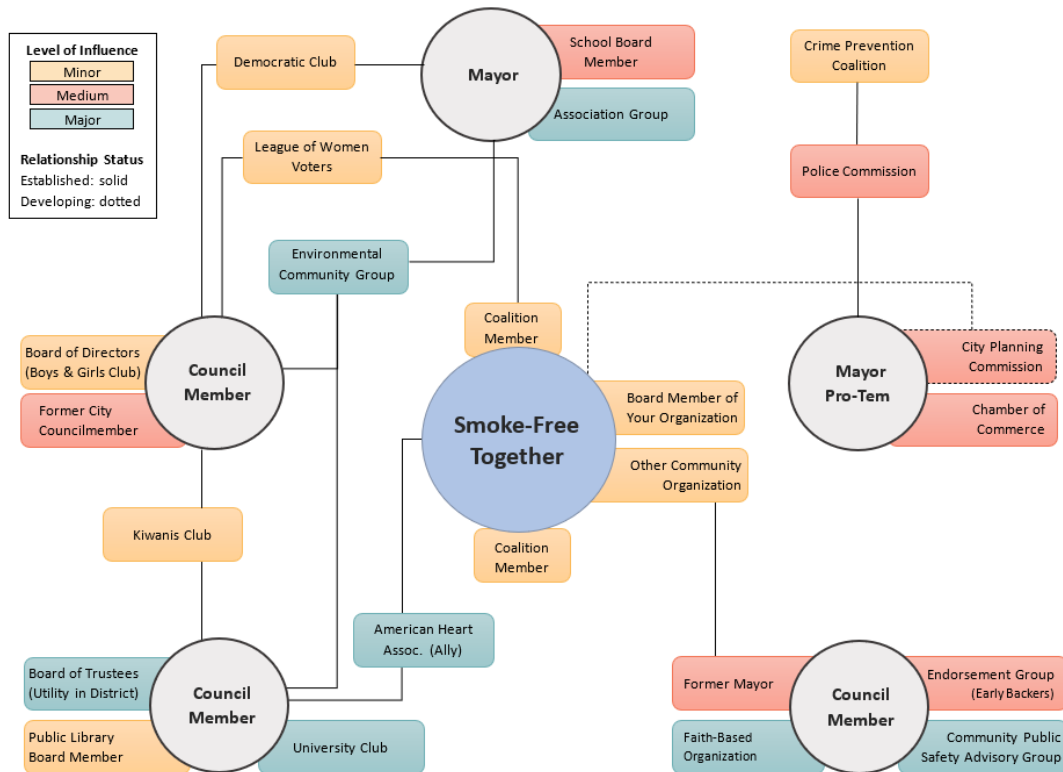 Level of Influence
Minor
Medium
Major
Relationship Status
Established: solid
Developing: dotted
Democratic Club
Mayor
School Board
Member
Association Group
Crime Prevention
Coalition
League of Women
Voters
Police Commission
Environmental
Community Group
Coalition
Member
Board of Directors
(Boys & Girls Club)
Council
Member
Former City
Councilmember
City Planning
Commission
Mayor
Pro-Tem
Chamber of
Commerce
Smoke-Free
Together
Board Member of
Your Organization
Other Community
Organization
Kiwanis Club
Coalition
Member
American Heart
Assoc. (Ally)
Board of Trustees
(Utility in District)
Council
Member
Public Library
Board Member
University Club
Former Mayor
Endorsement Group
(Early Backers)
Council
Member
Faith-Based
Organization
Community Public
Safety Advisory Group